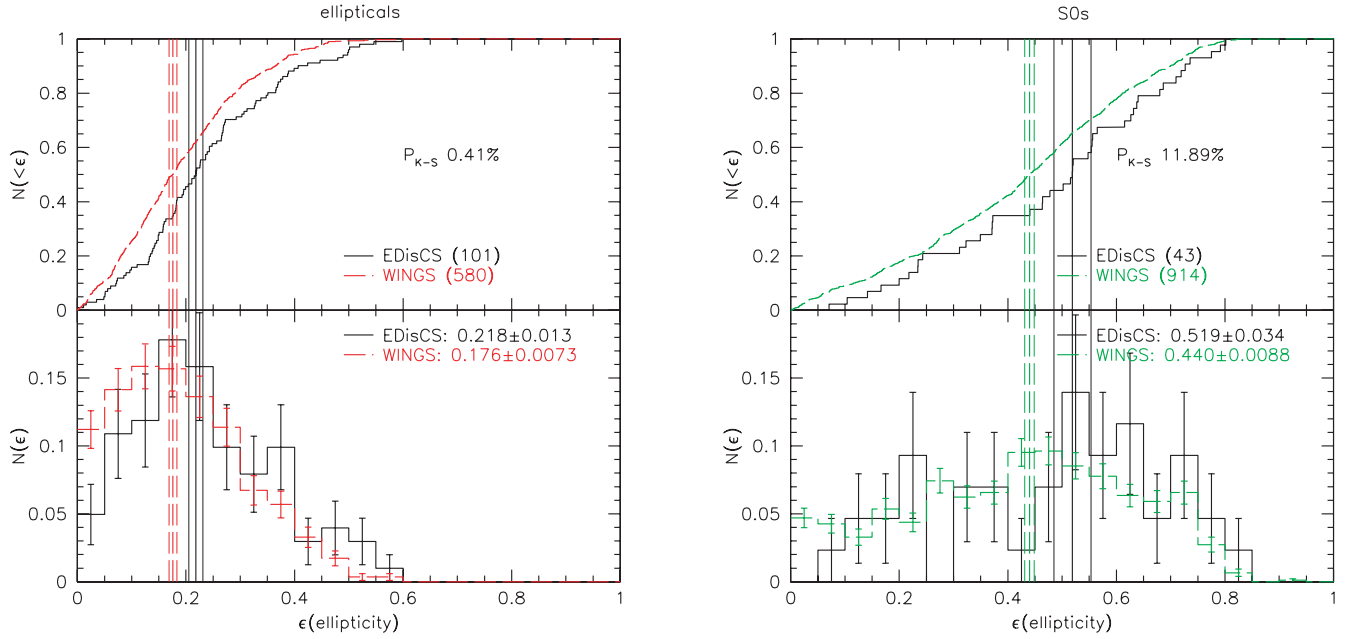 ellipticals
1
0.8
0.6
0.4
0.2
0
N(<ϵ)
P_K-S 0.41%
EDisCS (101)
WINGS (580)
0.15
0.1
0.05
0
N(ϵ)
EDisCS: 0.218±0.013
WINGS: 0.176±0.0073
0 0.2 0.4 0.6 0.8 1
ϵ(ellipticity)
S0s
1
0.8
0.6
0.4
0.2
0
N(<ϵ)
P_K-S 11.89%
EDisCS (43)
WINGS (914)
0.15
0.1
0.05
0
N(ϵ)
EDisCS: 0.519±0.034
WINGS: 0.440±0.0088
0 0.2 0.4 0.6 0.8 1
ϵ(ellipticity)